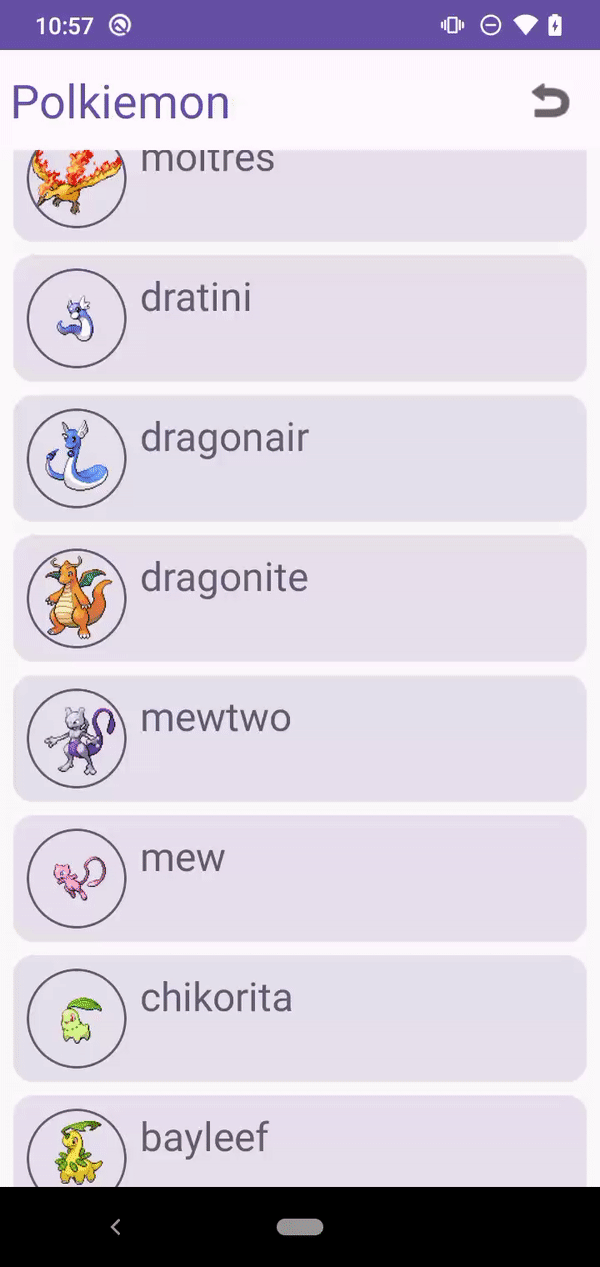 10:57
Polkiemon
moltres
dratini
dragonair
dragonite
mewtwo
mew
chikorita
bayleef